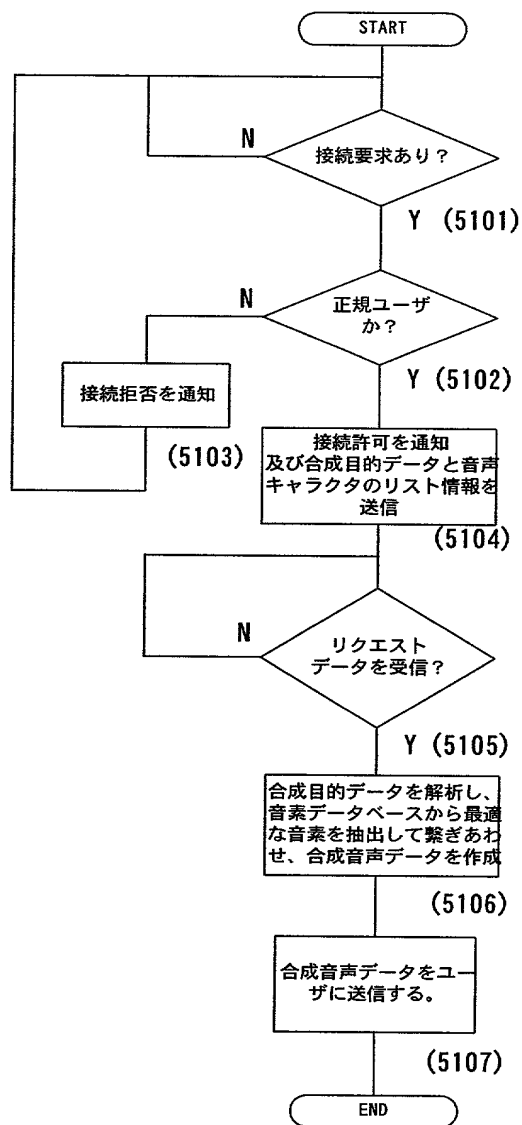 START
接続要求あり？
N
Y (5101)
正規ユーザ
か？
N
Y (5102)
接続拒否を通知
(5103)
接続許可を通知
及び合成目的データと音声
キャラクタのリスト情報を
送信
(5104)
リクエスト
データを受信？
N
Y (5105)
合成目的データを解析し、
音素データベースから最適
な音素を抽出して繋ぎあわ
せ、合成音声データを作成
(5106)
合成音声データをユー
ザに送信する。
(5107)
END